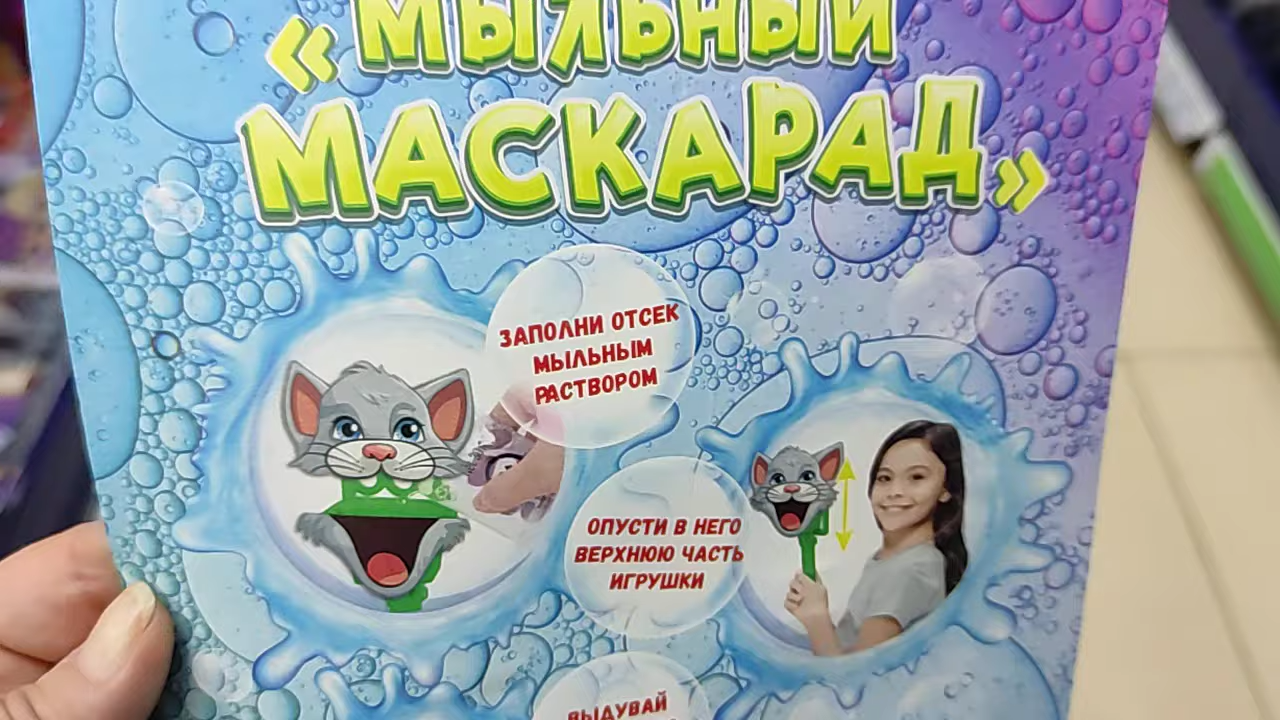 «МЫЛЬНЫЙ
МАСКАРАД»
ЗАПОЛНИ ОТСЕК
МЫЛЬНЫМ
РАСТВОРОМ
ОПУСТИ В НЕГО
ВЕРХНЮЮ ЧАСТЬ
ИГРУШКИ
ВЫДУВАЙ